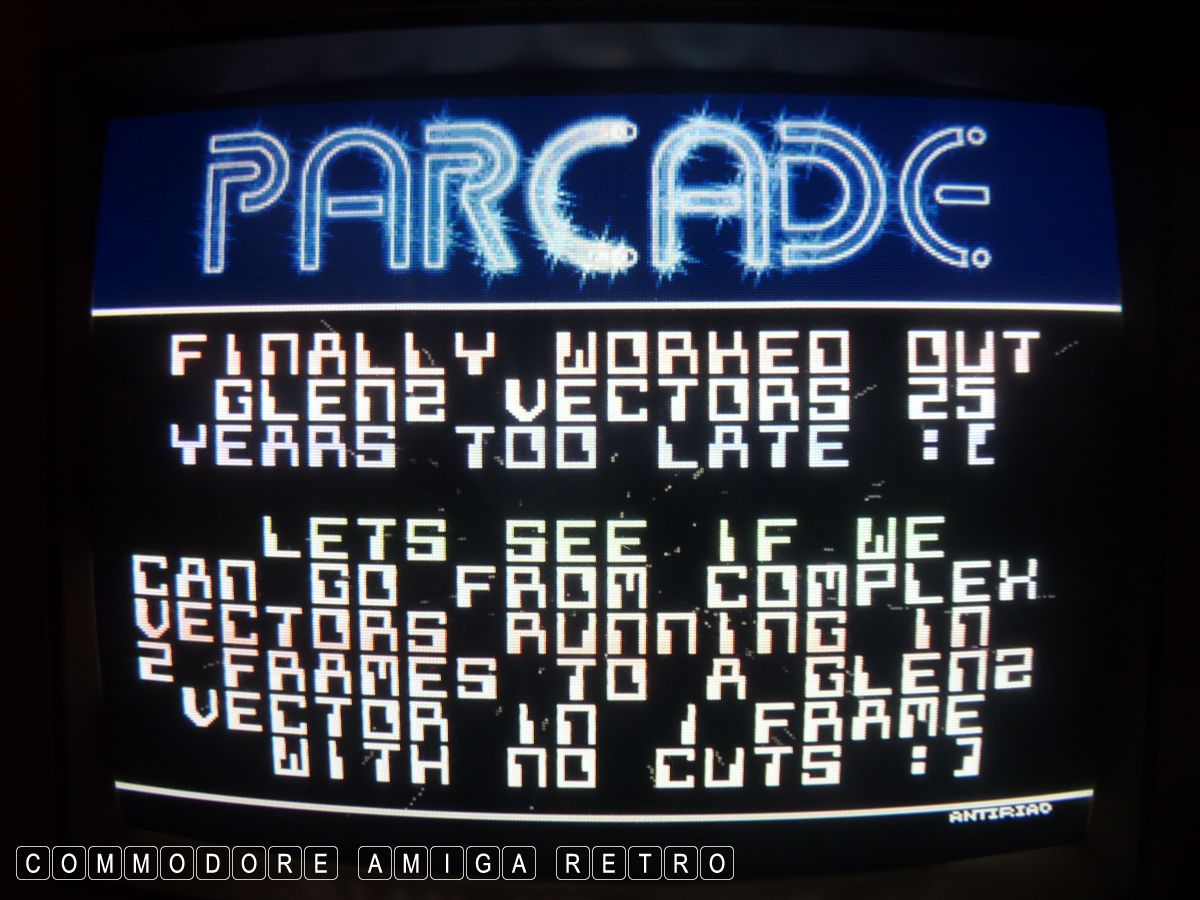 PARCADE
FINALLY WORKED OUT
GLENZ VECTORS 25
YEARS TOO LATE :[
LETS SEE IF WE
CAN GO FROM COMPLEX
VECTORS RUNNING IN
2 FRAMES TO A GLENZ
VECTOR IN 1 FRAME
WITH NO CUTS :]
ANTIRIAD
COMMODORE AMIGA RETRO